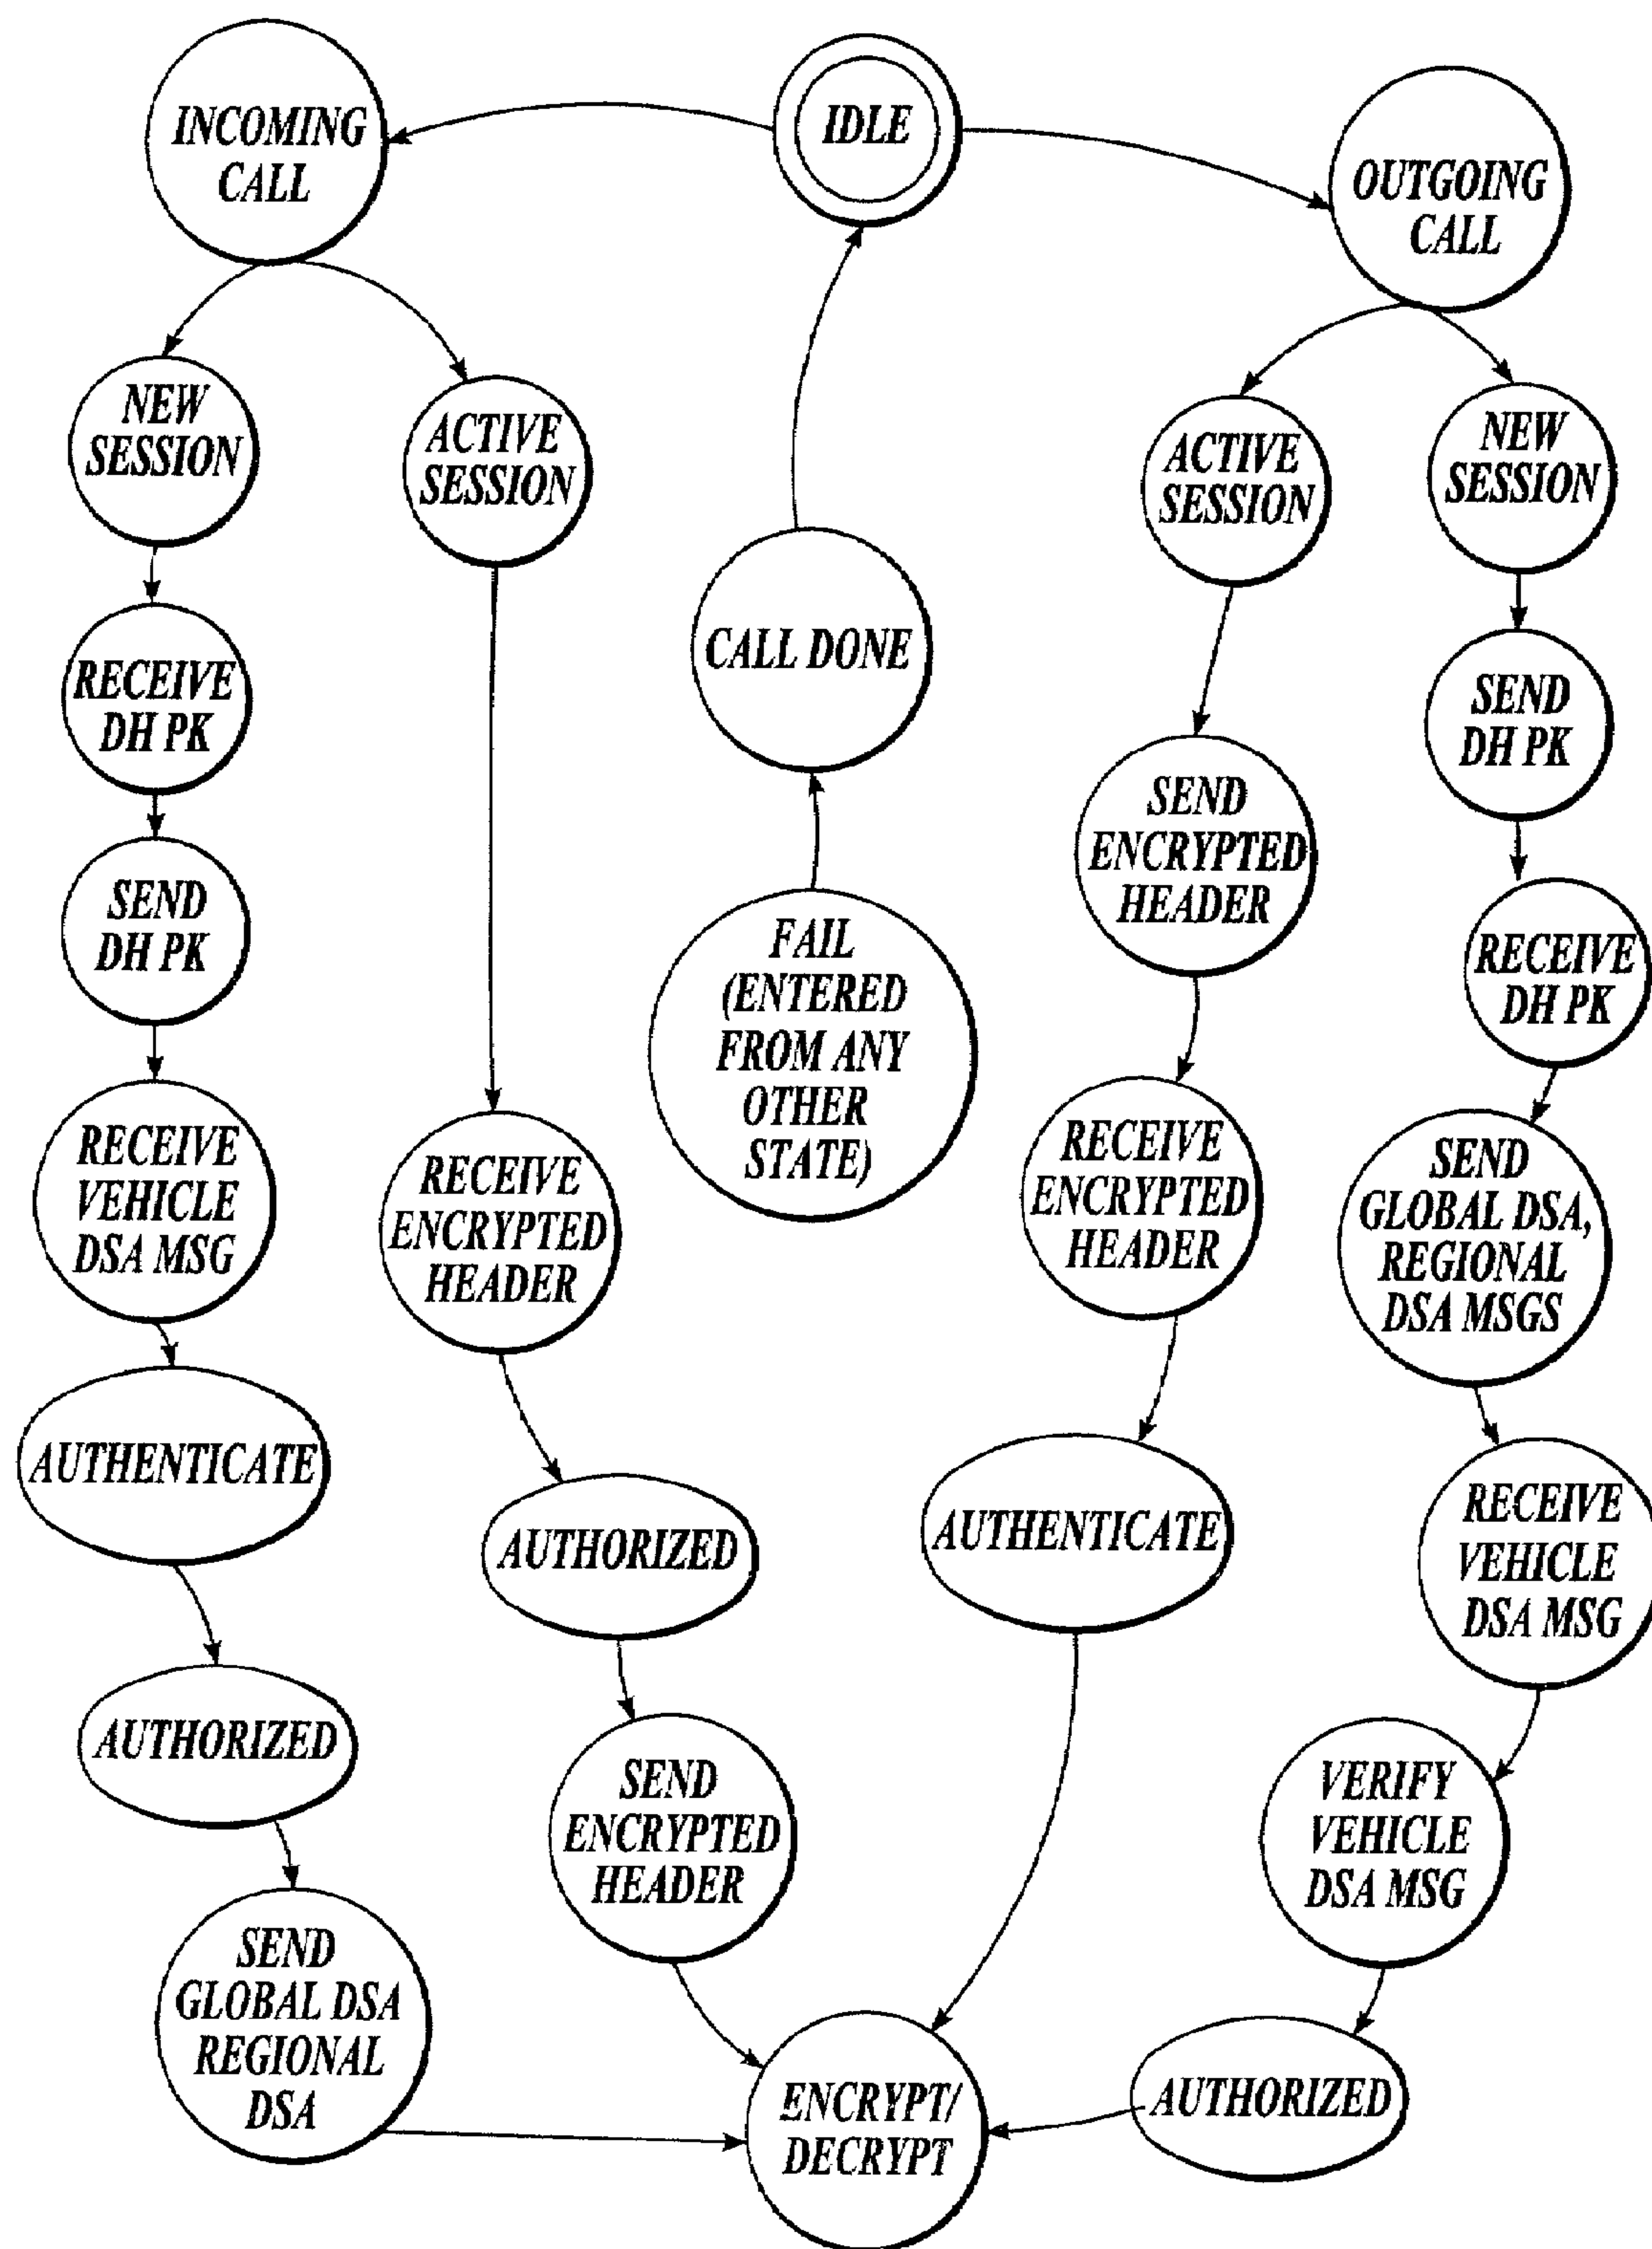 INCOMING
CALL
IDLE
OUTGOING
CALL
NEW
SESSION
ACTIVE
SESSION
ACTIVE
SESSION
NEW
SESSION
CALL DONE
RECEIVE
DH PK
SEND
DH PK
SEND
ENCRYPTED
HEADER
SEND
DH PK
FAIL
(ENTERED
FROM ANY
OTHER
STATE)
RECEIVE
DH PK
RECEIVE
VEHICLE
DSA MSG
RECEIVE
ENCRYPTED
HEADER
RECEIVE
ENCRYPTED
HEADER
SEND
GLOBAL DSA,
REGIONAL
DSA MSGS
AUTHENTICATE
AUTHORIZED
AUTHENTICATE
RECEIVE
VEHICLE
DSA MSG
AUTHORIZED
SEND
ENCRYPTED
HEADER
VERIFY
VEHICLE
DSA MSG
SEND
GLOBAL DSA
REGIONAL
DSA
ENCRYPT/
DECRYPT
AUTHORIZED